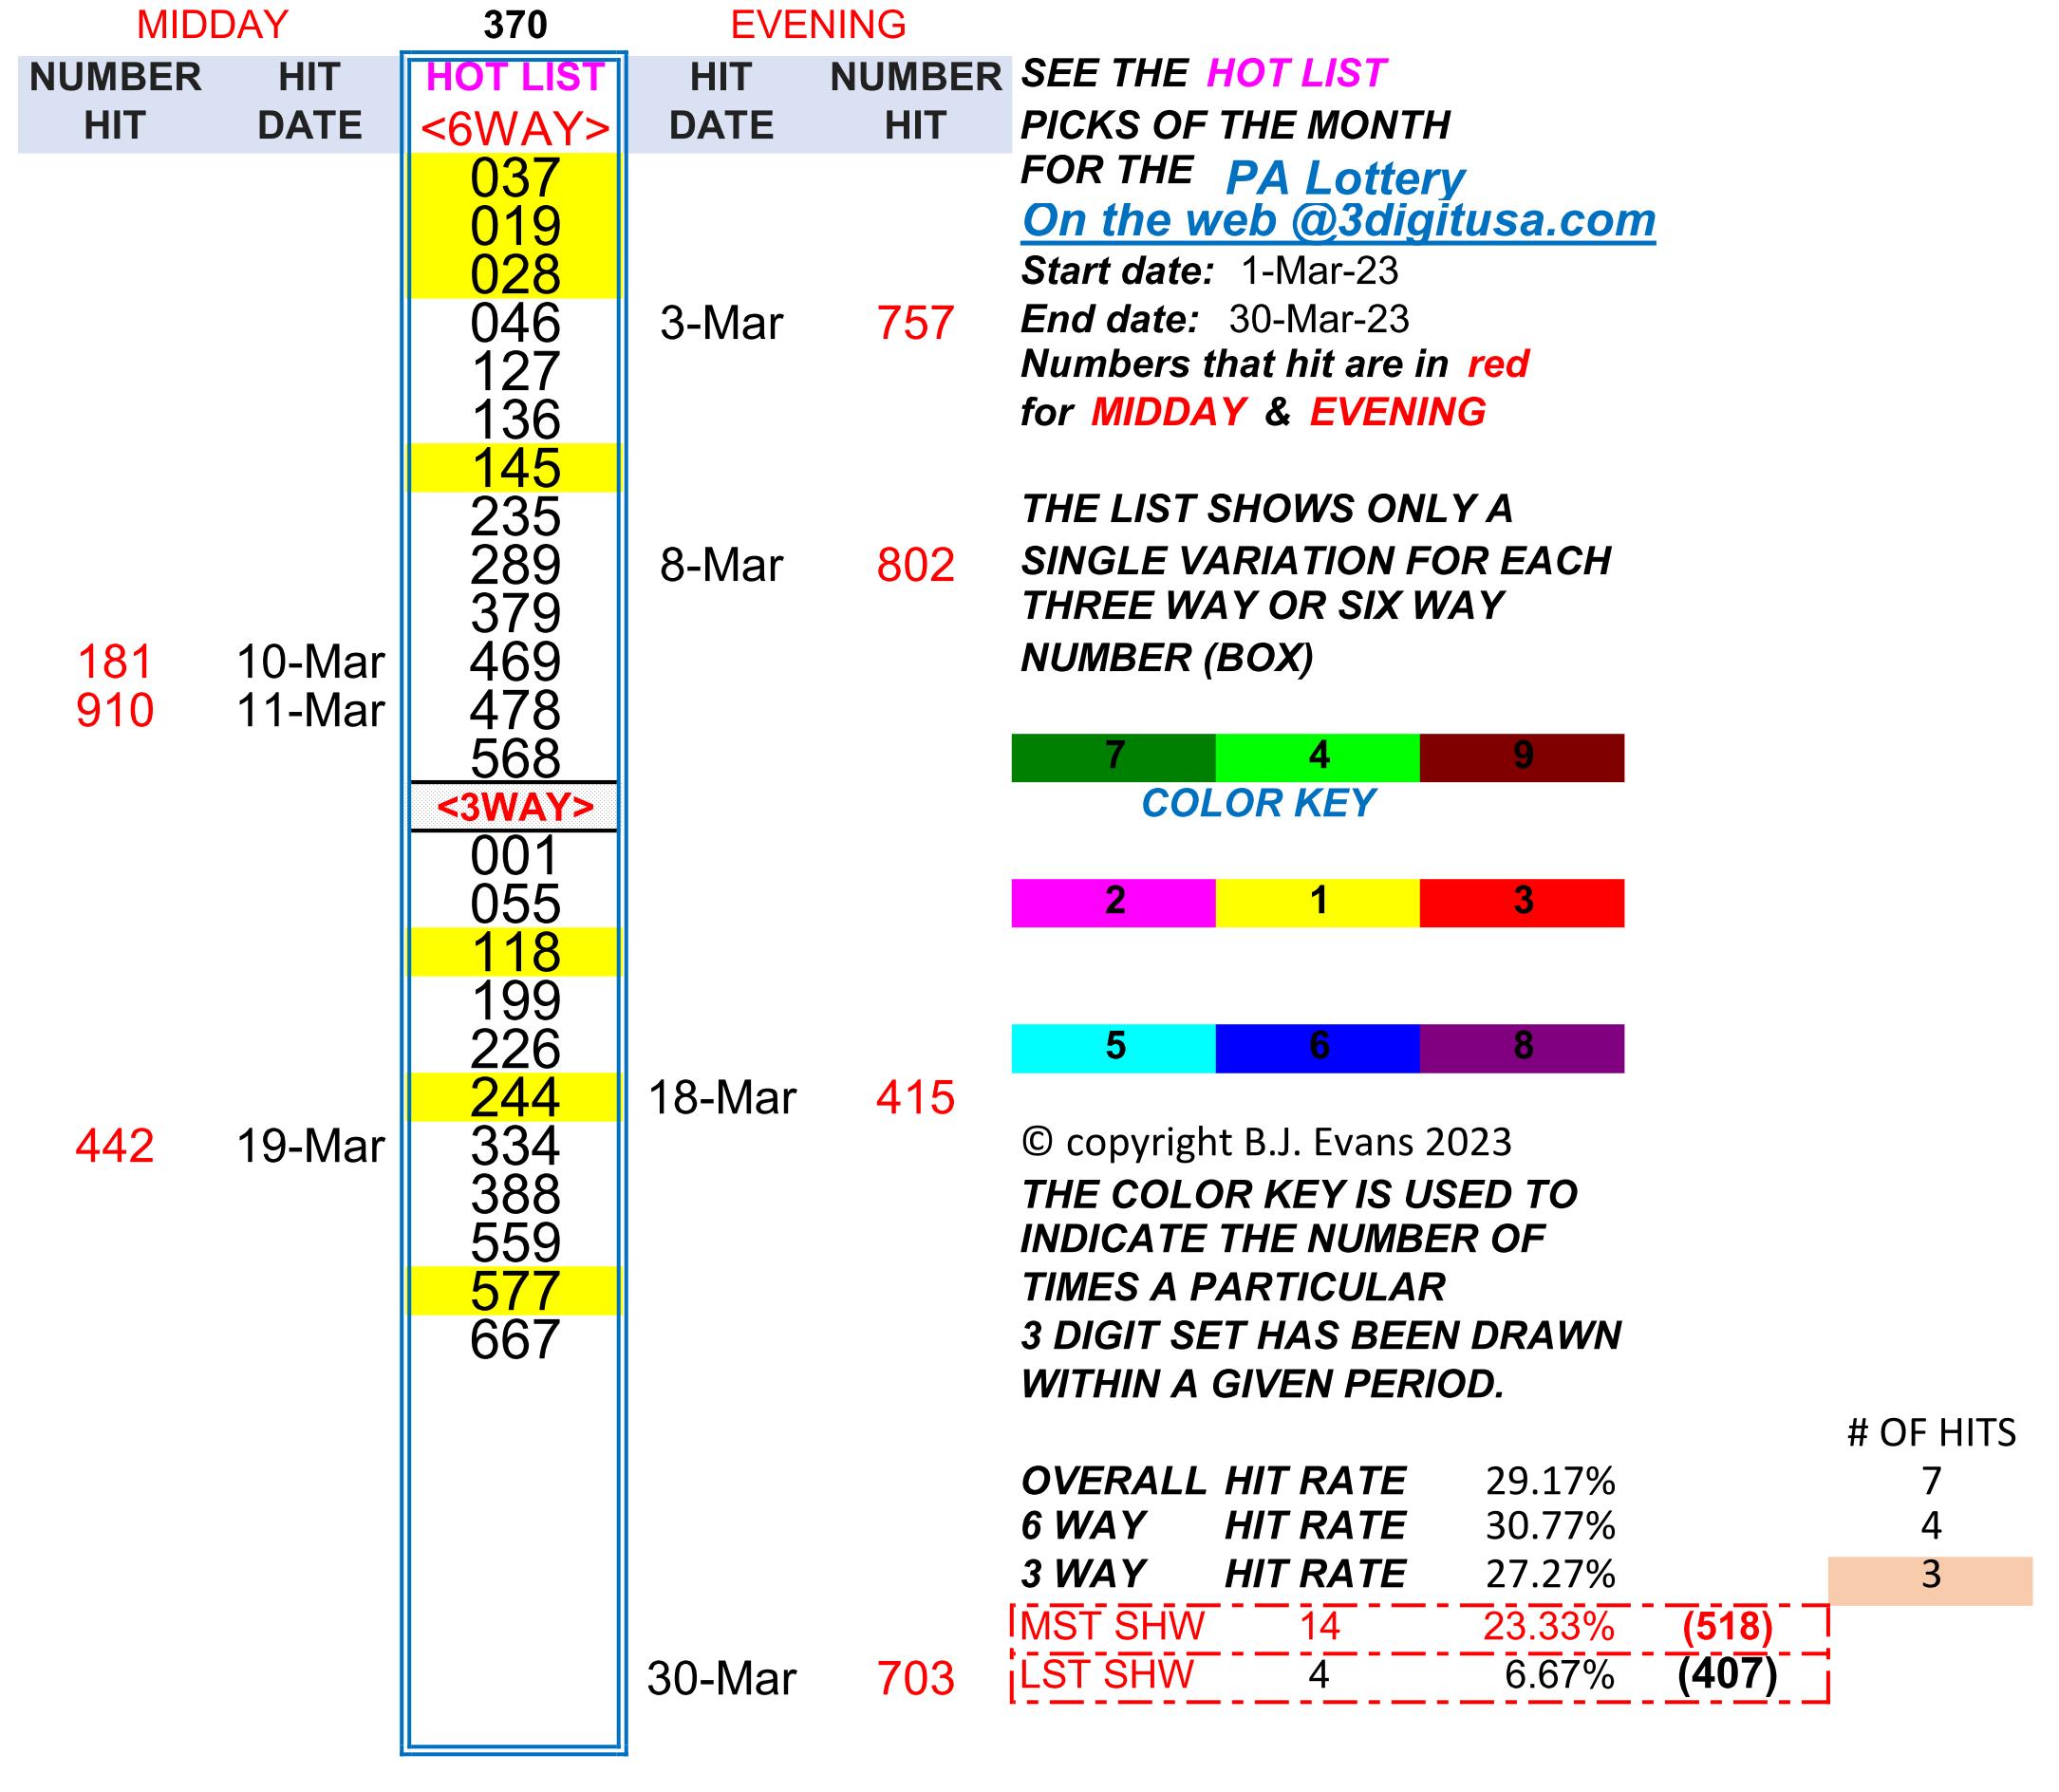 MIDDAY 370 EVENING
NUMBER HIT HOT LIST HIT NUMBER SEE THE HOT LIST
HIT DATE <6WAY> DATE HIT PICKS OF THE MONTH
037 FOR THE PA Lottery
019 On the web @3digitusa.com
028 Start date: 1-Mar-23
046 3-Mar 757 End date: 30-Mar-23
127 Numbers that hit are in red
136 for MIDDAY & EVENING
145
235 THE LIST SHOWS ONLY A
289 8-Mar 802 SINGLE VARIATION FOR EACH
379 THREE WAY OR SIX WAY
181 10-Mar 469 NUMBER (BOX)
910 11-Mar 478
568 7 4 9
<3WAY> COLOR KEY
001
055 2 1 3
118
199
226 5 6 8
244 18-Mar 415
442 19-Mar 334 © copyright B.J. Evans 2023
388 THE COLOR KEY IS USED TO
559 INDICATE THE NUMBER OF
577 TIMES A PARTICULAR
667 3 DIGIT SET HAS BEEN DRAWN
WITHIN A GIVEN PERIOD.
# OF HITS
OVERALL HIT RATE 29.17% 7
6 WAY HIT RATE 30.77% 4
3 WAY HIT RATE 27.27% 3
MST SHW 14 23.33% (518)
30-Mar 703 LST SHW 4 6.67% (407)